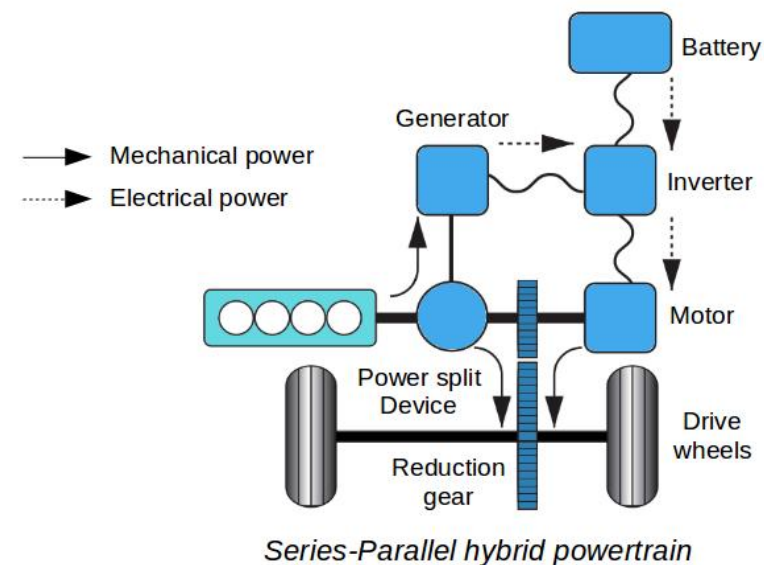 Battery
Generator
Mechanical power
Inverter
Electrical power
Motor
Power split
Device
Drive
wheels
Reduction
gear
Series-Parallel hybrid powertrain